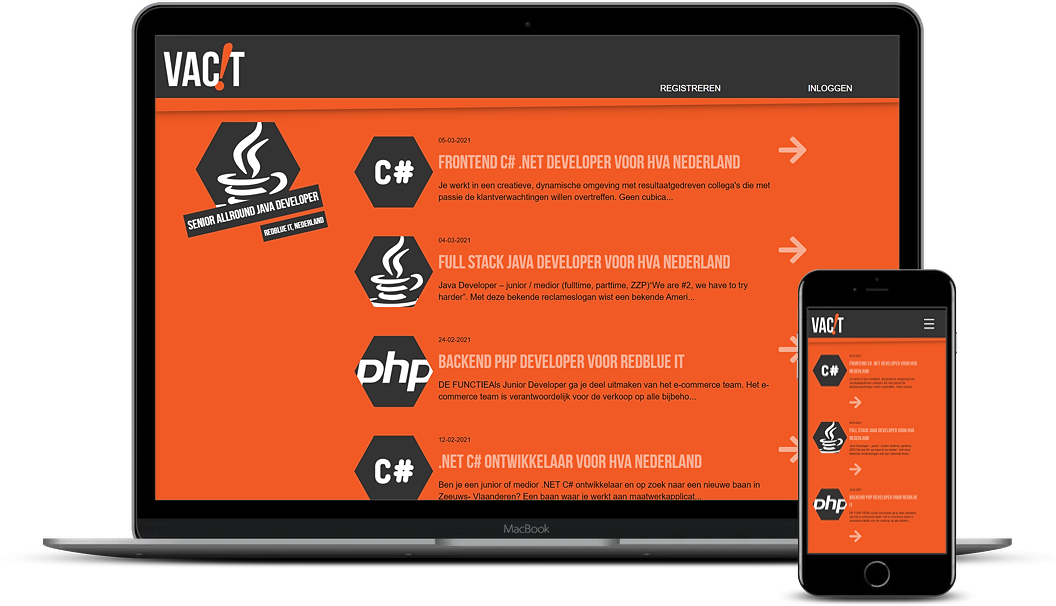 VAC!T
REGISTREREN
INLOGGEN
SENIOR ALLROUND JAVA DEVELOPER
REDBLUE IT, NEDERLAND
05-03-2021
C#
FRONTEND C# .NET DEVELOPER VOOR HVA NEDERLAND
Je werkt in een creatieve, dynamische omgeving met resultaatgedreven collega's die met
passie de klantverwachtingen willen overtreffen. Geen cubica...
04-03-2021
FULL STACK JAVA DEVELOPER VOOR HVA NEDERLAND
Java Developer – junior / medior (fulltime, parttime, ZZP)"We are #2, we have to try
harder". Met deze bekende reclameslogan wist een bekende Ameri...
24-02-2021
php
BACKEND PHP DEVELOPER VOOR REDBLUE IT
DE FUNCTIEAls Junior Developer ga je deel uitmaken van het e-commerce team. Het e-
commerce team is verantwoordelijk voor de verkoop op alle bijbeho...
12-02-2021
C#
.NET C# ONTWIKKELAAR VOOR HVA NEDERLAND
Ben je een junior of medior .NET C# ontwikkelaar en op zoek naar een nieuwe baan in
Zeeuws- Vlaanderen? Een baan waar je werkt aan maatwerkapplicat...
MacBook
VAC!T
C#
FRONTEND C# .NET DEVELOPER VOOR HVA
NEDERLAND
FULL STACK JAVA DEVELOPER VOOR HVA
NEDERLAND
php
BACKEND PHP DEVELOPER VOOR REDBLUE
IT